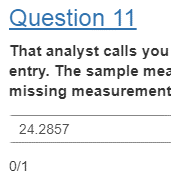 Question 11
That analyst calls you
entry. The sample mea
missing measurement
24.2857
0/1